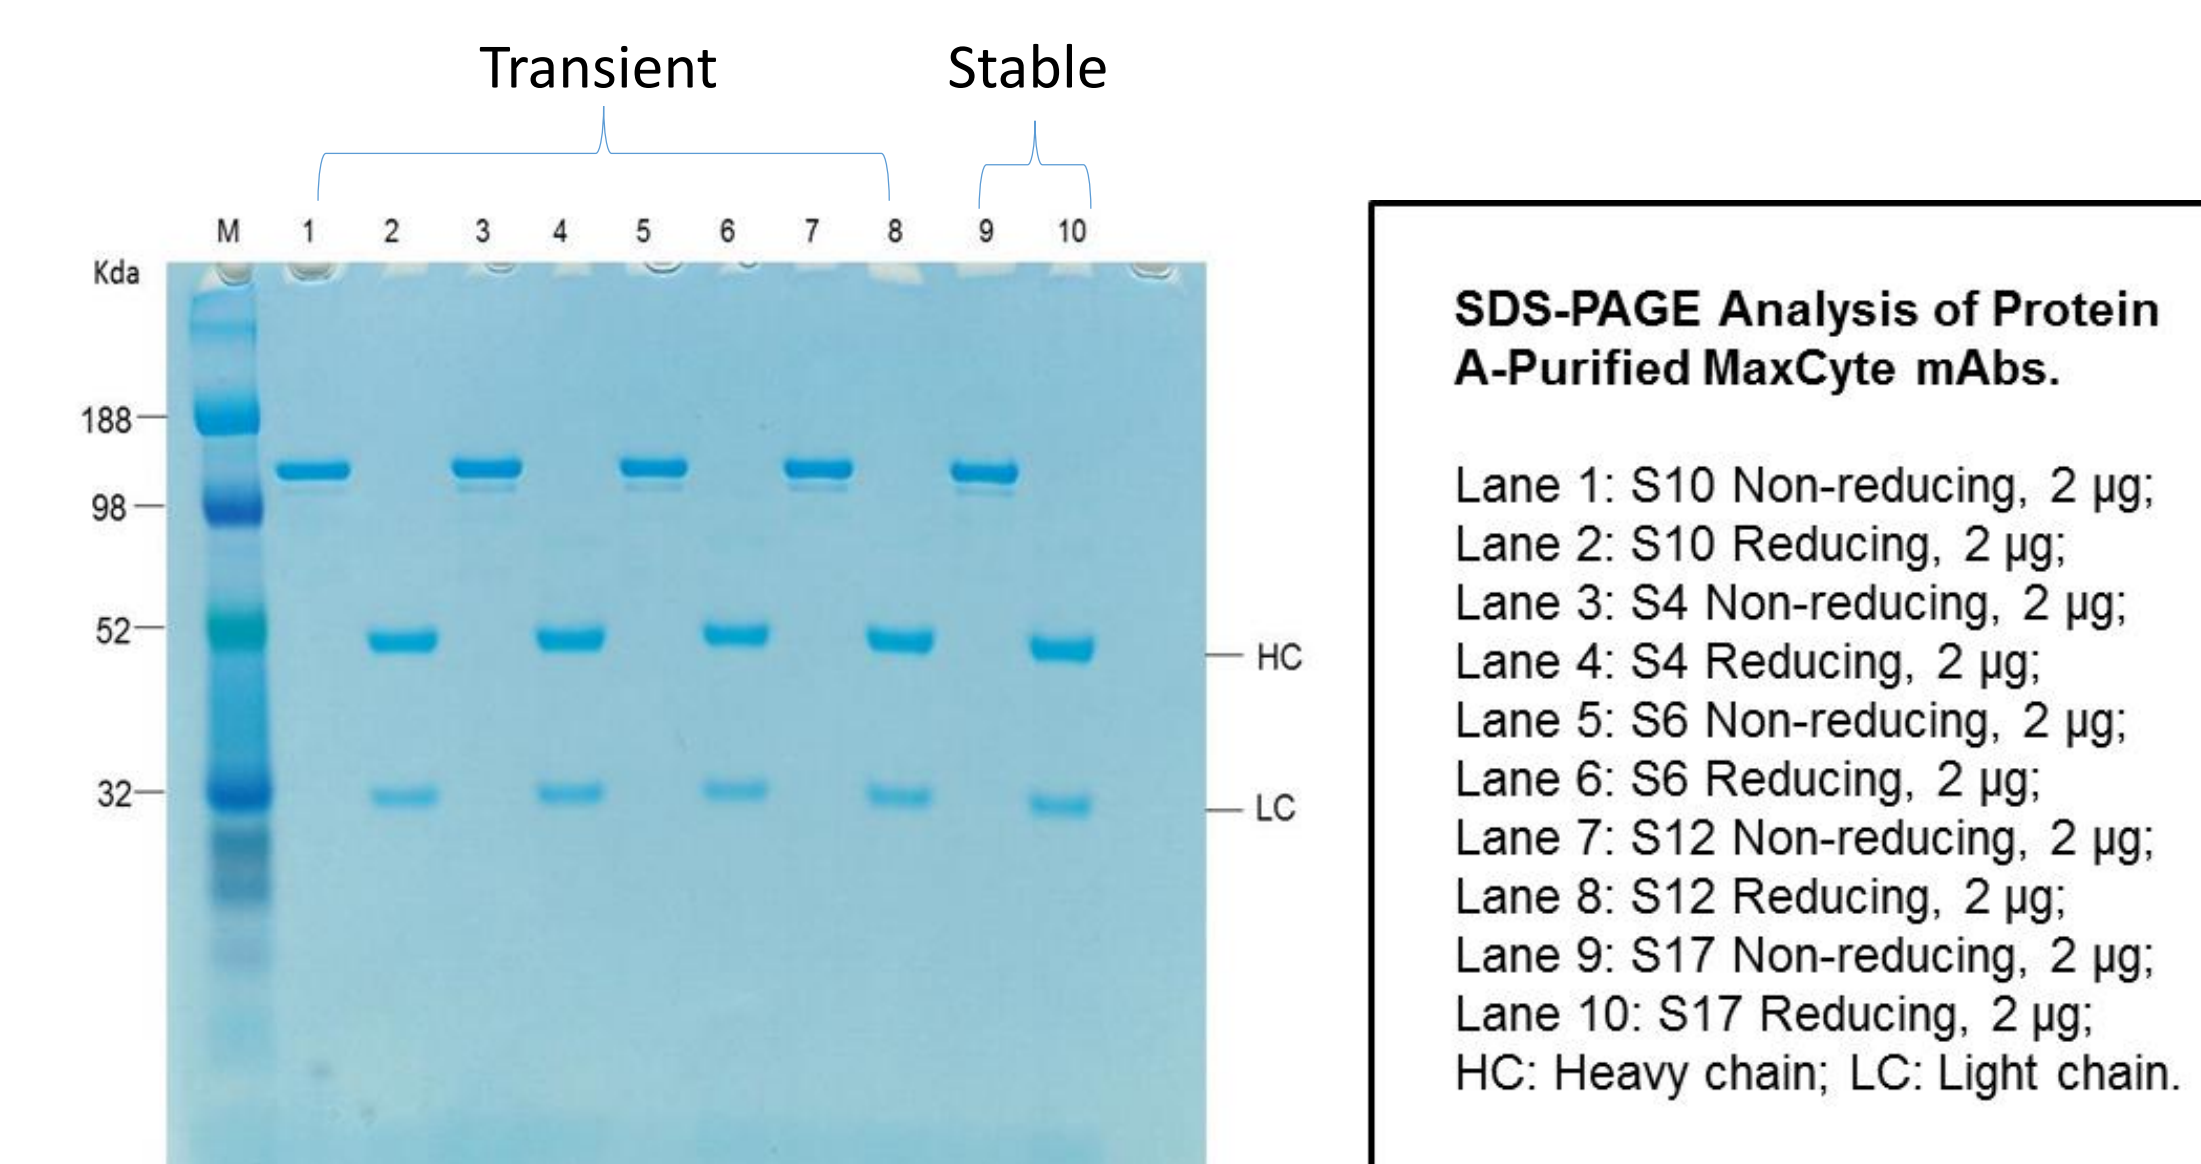 Transient Stable
M 1 2 3 4 5 6 7 8 9 10
Kda
188
98
52
HC
32
LC
SDS-PAGE Analysis of Protein
A-Purified MaxCyte mAbs.
Lane 1: S10 Non-reducing, 2 µg;
Lane 2: S10 Reducing, 2 µg;
Lane 3: S4 Non-reducing, 2 µg;
Lane 4: S4 Reducing, 2 µg;
Lane 5: S6 Non-reducing, 2 µg;
Lane 6: S6 Reducing, 2 µg;
Lane 7: S12 Non-reducing, 2 µg;
Lane 8: S12 Reducing, 2 µg;
Lane 9: S17 Non-reducing, 2 µg;
Lane 10: S17 Reducing, 2 µg;
HC: Heavy chain; LC: Light chain.